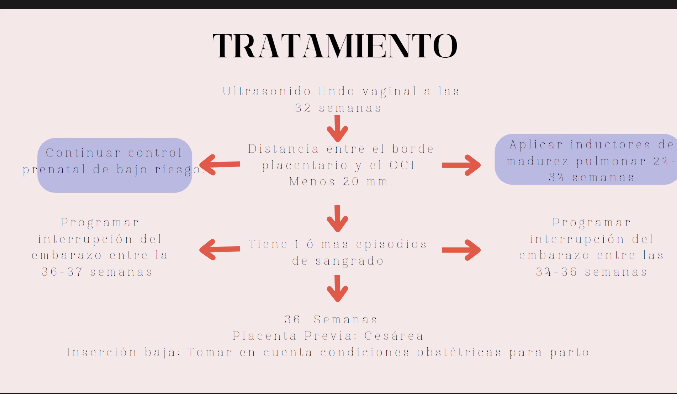 TRATAMIENTO
Ultrasonido endo vaginal a las
32 semanas
Continuar control
prenatal de bajo riesgo
Distancia entre el borde
placentario y el OCI
Menos 20 mm
Aplicar inductores de
madurez pulmonar
semanas
Programar
interrupción del
embarazo entre la
36-37 semanas
Tiene 1 ó mas episodios
de sangrado
Programar
interrupción del
embarazo entre las
34-36 semanas
36 Semanas
Placenta Previa: Cesárea
Inserción baja: Tomar en cuenta condiciones obstétricas para parto